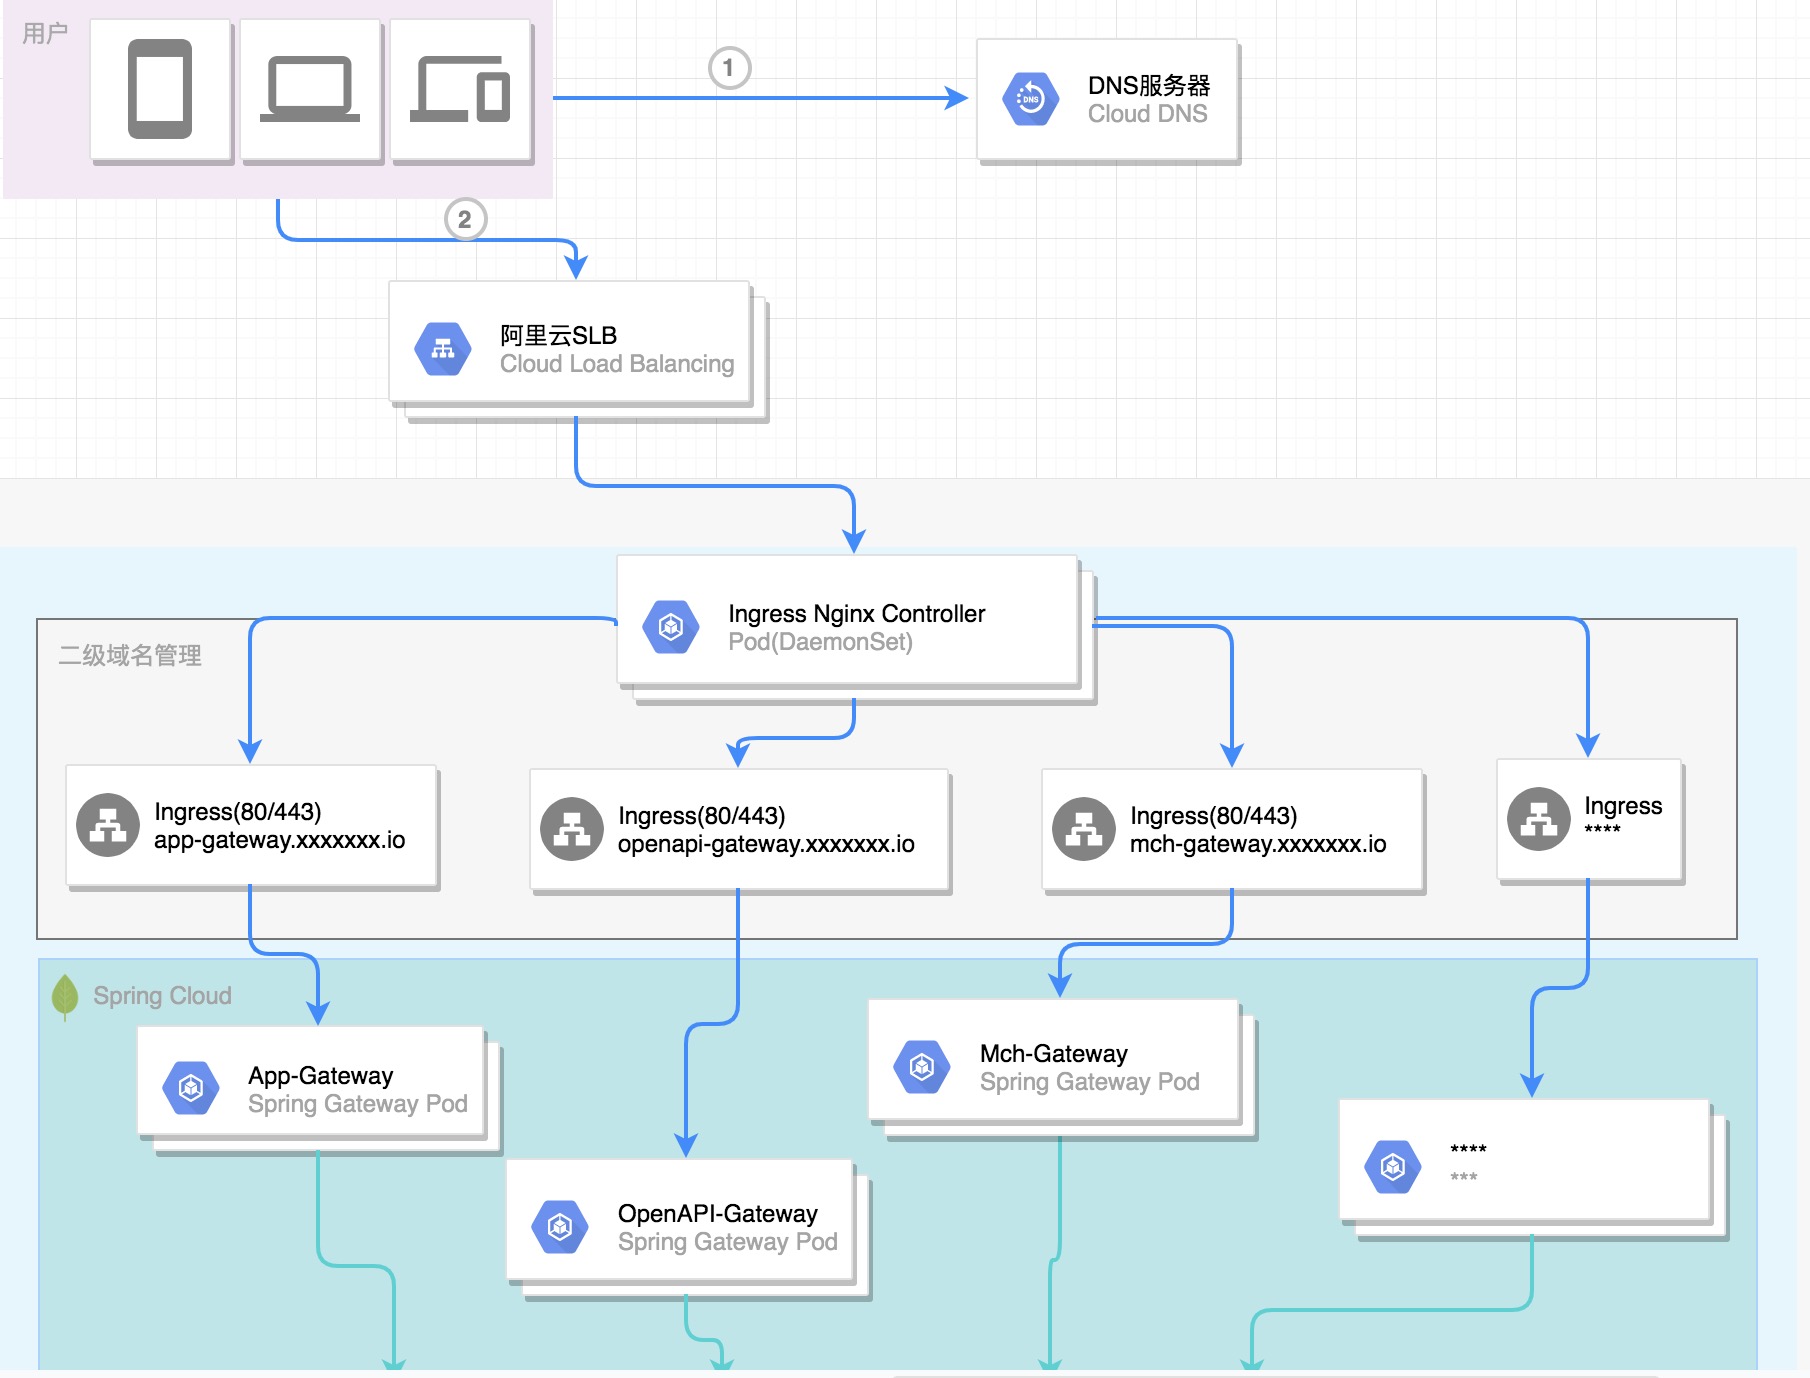 用户
1
DNS
DNS服务器
Cloud DNS
2
阿里云SLB
Cloud Load Balancing
Ingress Nginx Controller
Pod(DaemonSet)
二级域名管理
Ingress(80/443)
app-gateway.xxxxxxx.io
Ingress(80/443)
openapi-gateway.xxxxxxx.io
Ingress(80/443)
mch-gateway.xxxxxxx.io
Ingress
****
Spring Cloud
App-Gateway
Spring Gateway Pod
Mch-Gateway
Spring Gateway Pod
OpenAPI-Gateway
Spring Gateway Pod
****
***